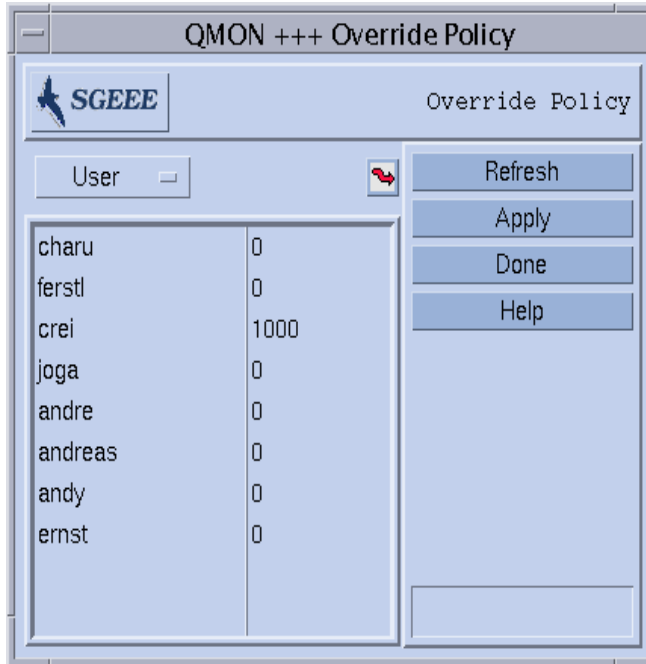 QMON +++ Override Policy
SGEEE Override Policy
User
Refresh
Apply
Done
Help
charu 0
ferstl 0
crei 1000
joga 0
andre 0
andreas 0
andy 0
ernst 0